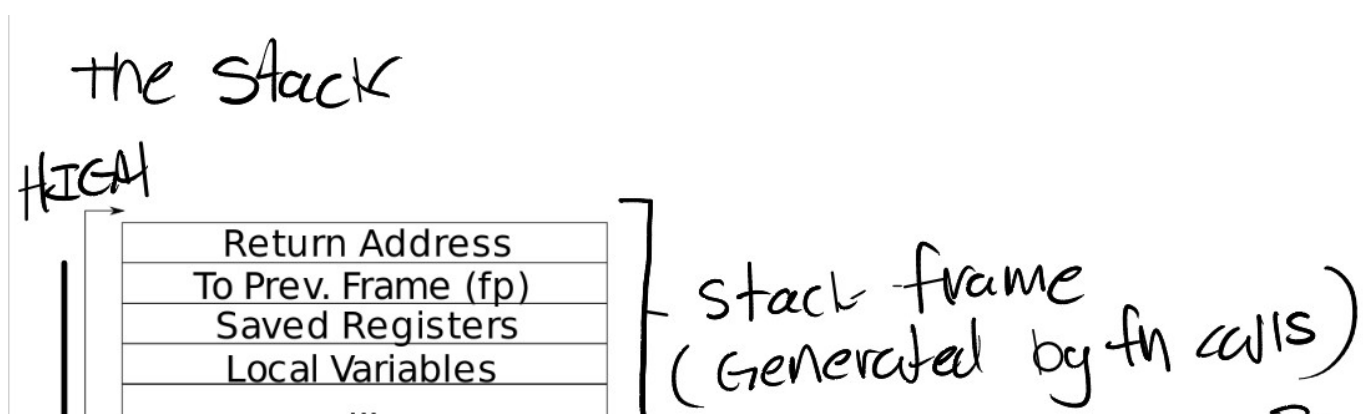 the stack
HIGH
Return Address
To Prev. Frame (fp)
Saved Registers
Local Variables
...
stack frame
(Generated by fn calls)